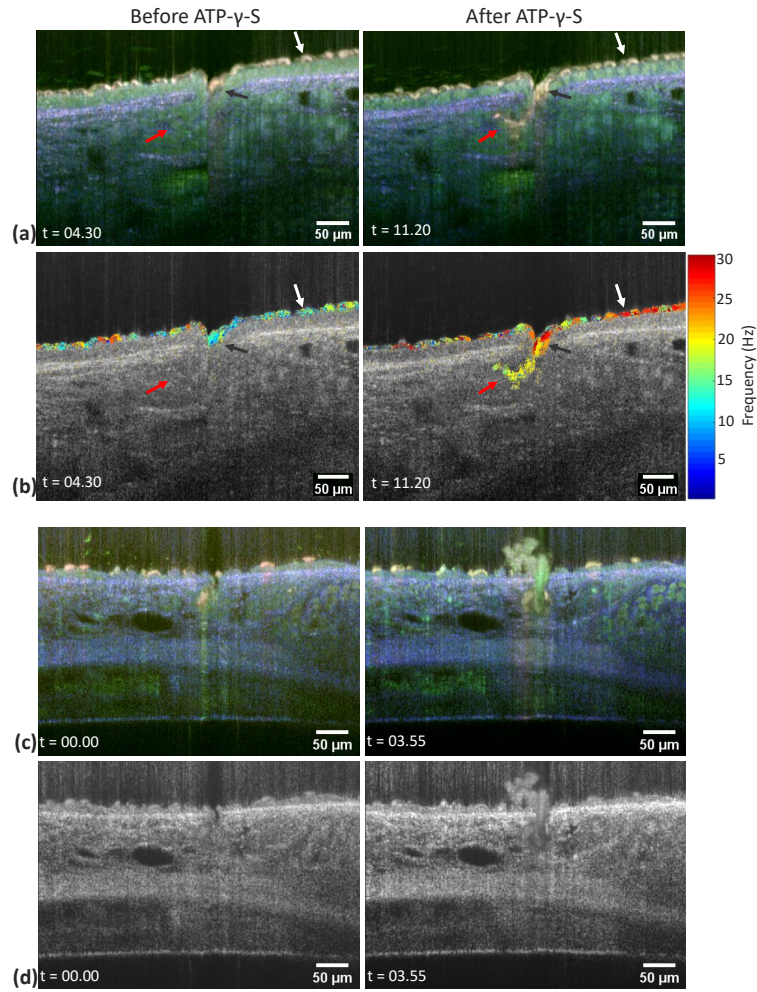 Before ATP-γ-S After ATP-γ-S
(a) t = 04.30 50 µm t = 11.20 50 µm
30
25
20
15
10
5
Frequency (Hz)
(b) t = 04.30 50 µm t = 11.20 50 µm
(c) t = 00.00 50 µm t = 03.55 50 µm
(d) t = 00.00 50 µm t = 03.55 50 µm